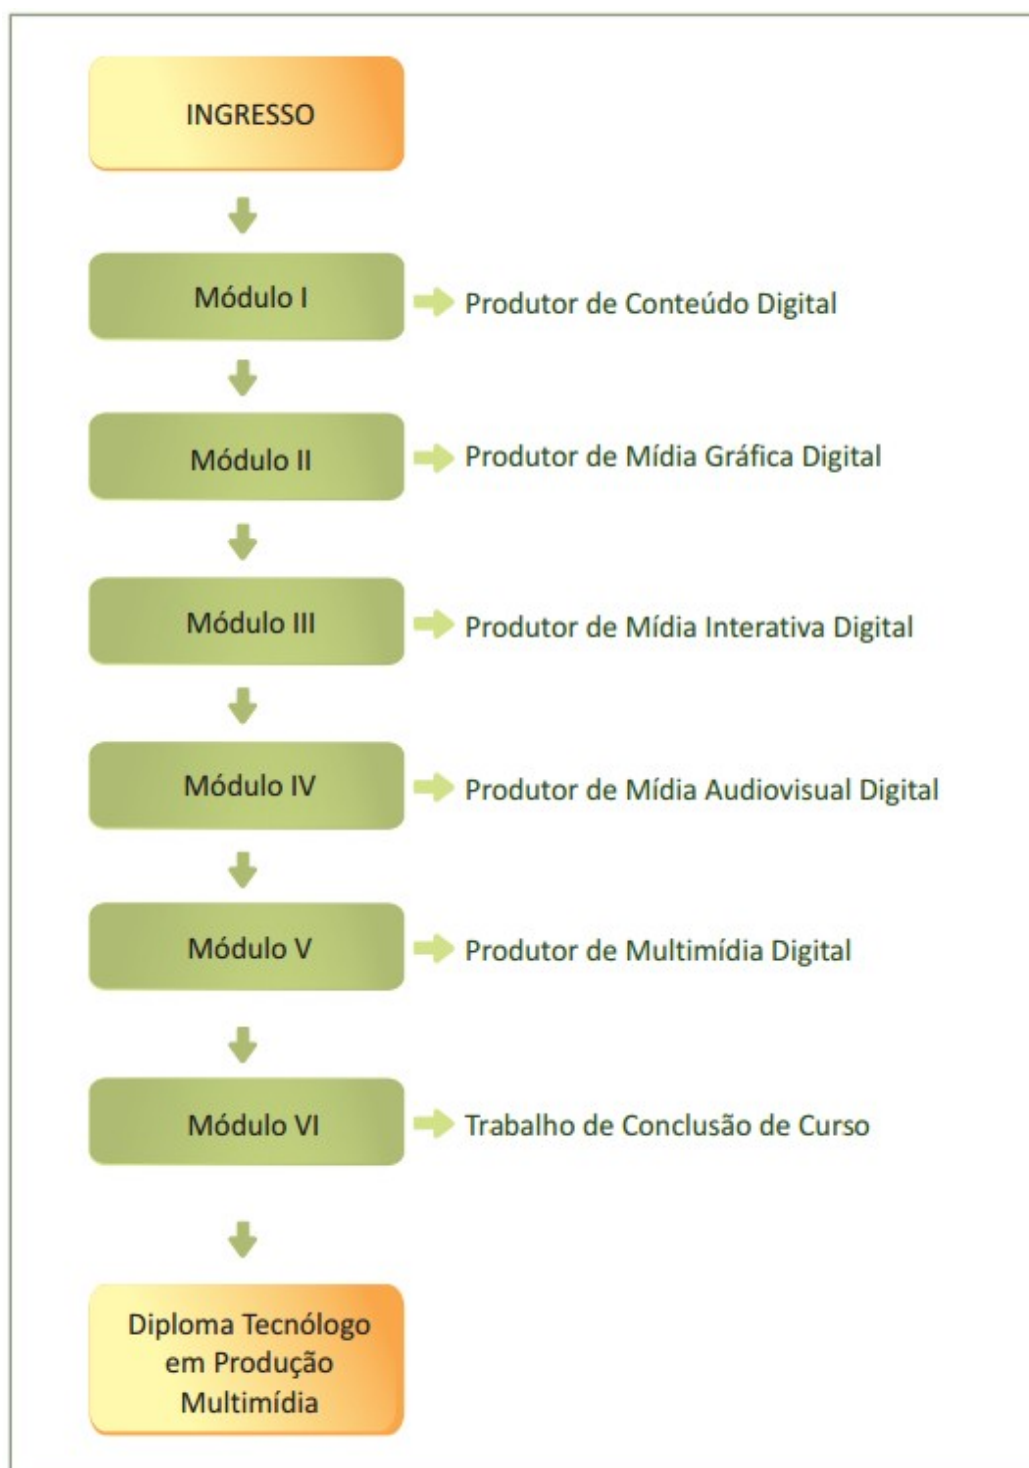 INGRESSO
Módulo I
Produtor de Conteúdo Digital
Módulo II
Produtor de Mídia Gráfica Digital
Módulo III
Produtor de Mídia Interativa Digital
Módulo IV
Produtor de Mídia Audiovisual Digital
Módulo V
Produtor de Multimídia Digital
Módulo VI
Trabalho de Conclusão de Curso
Diploma Tecnólogo
em Produção
Multimídia